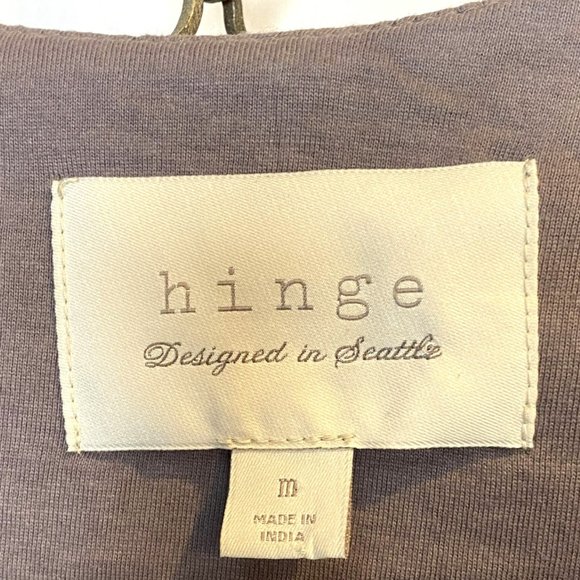 hinge
Designed in Seattle
m
MADE IN
INDIA